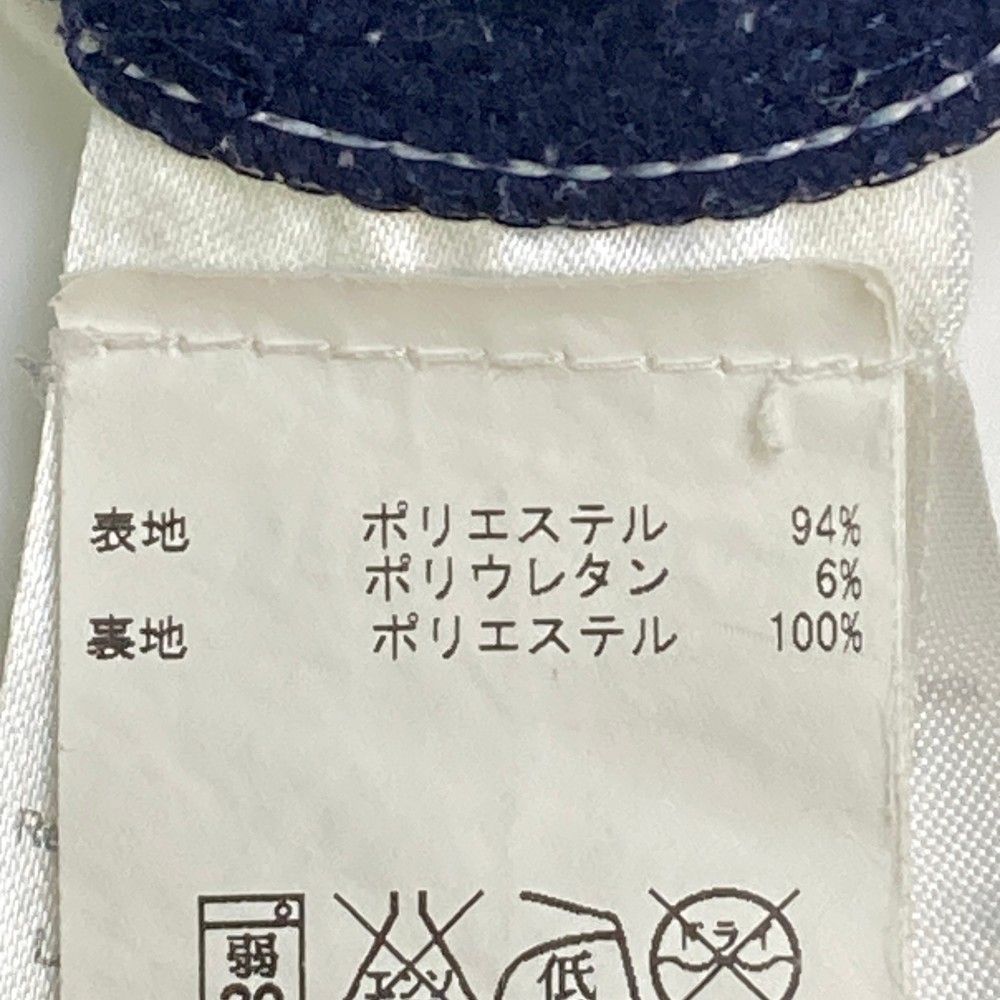 表地 ポリエステル 94%
ポリウレタン 6%
裏地 ポリエステル 100%
弱 低 ドライ